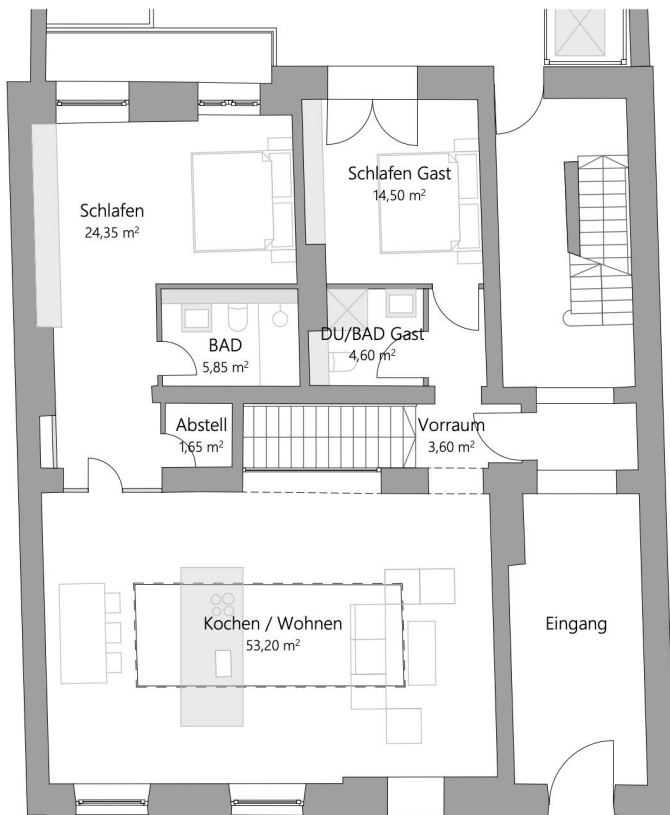 Schlafen
24,35 m²
Schlafen Gast
14,50 m²
BAD
5,85 m²
DU/BAD Gast
4,60 m²
Abstell
1,65 m²
Vorraum
3,60 m²
Kochen / Wohnen
53,20 m²
Eingang